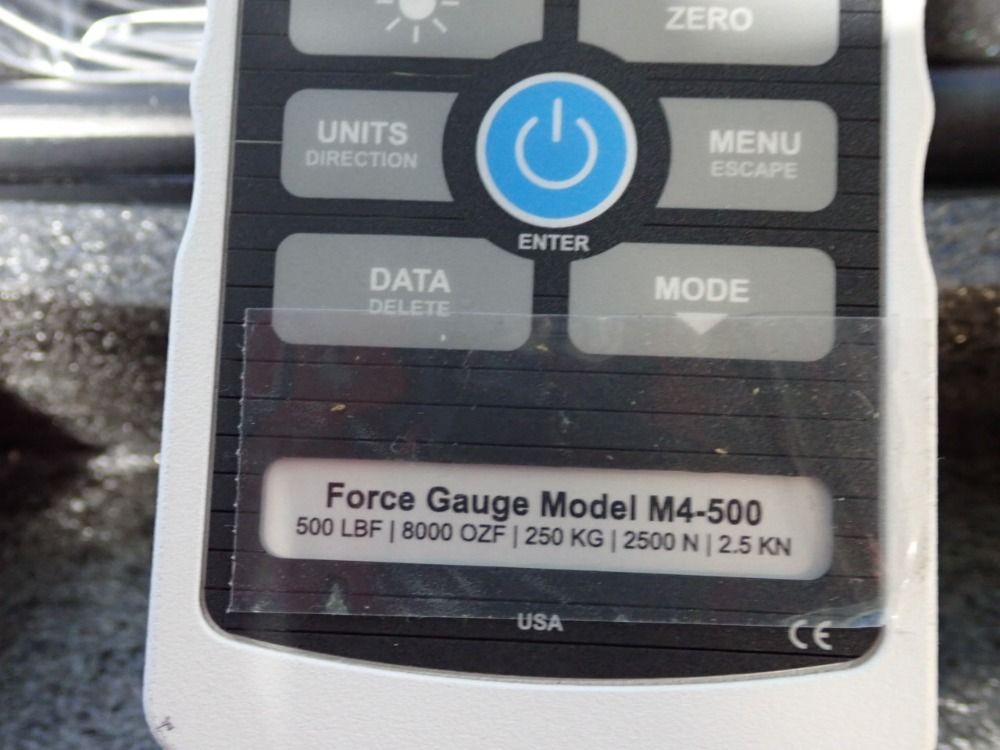 ZERO
UNITS
DIRECTION
MENU
ESCAPE
ENTER
DATA
DELETE
MODE
Force Gauge Model M4-500
500 LBF | 8000 OZF | 250 KG | 2500 N | 2.5 KN
USA
CE